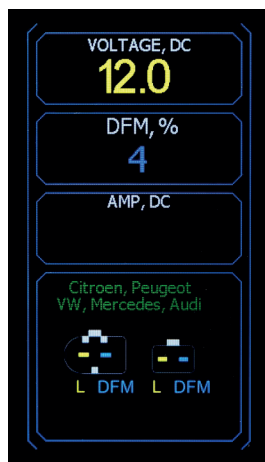 VOLTAGE, DC
12.0
DFM, %
4
AMP, DC
Citroen, Peugeot
VW, Mercedes, Audi
L DFM L DFM